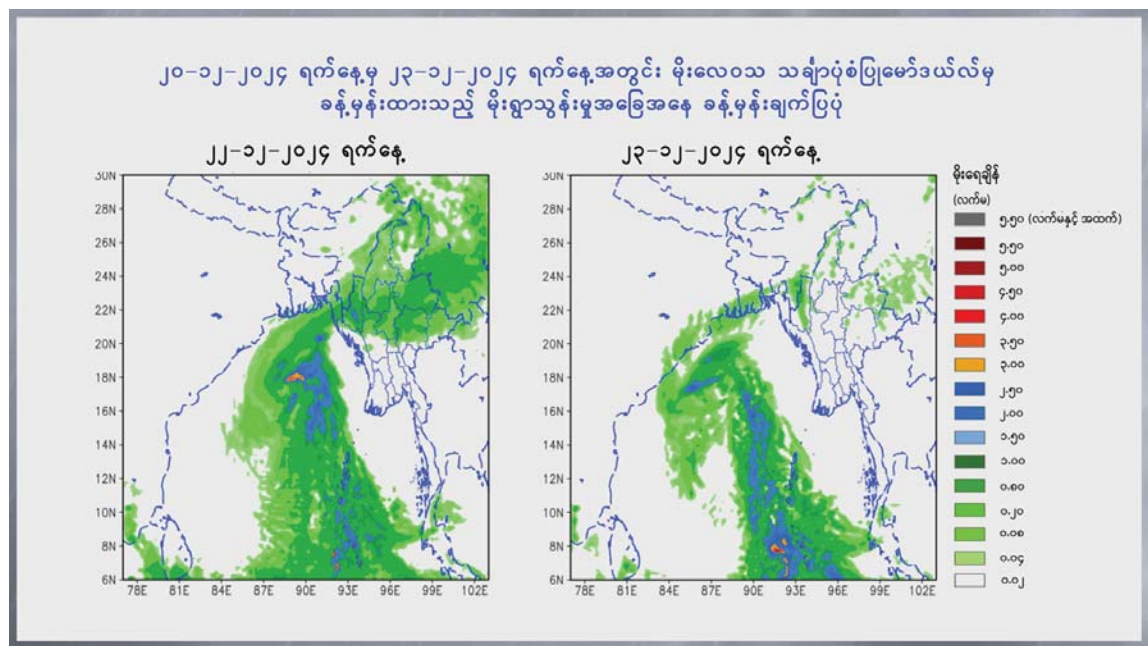 ၂၀-၁၂-၂၀၂၄ ရက်နေ့မှ ၂၃-၁၂-၂၀၂၄ ရက်နေ့အတွင်း မိုးလေဝသ သင်္ချာပုံစံပြုမော်ဒယ်လ်မှ
ခန့်မှန်းထားသည့် မိုးရွာသွန်းမှုအခြေအနေ ခန့်မှန်းချက်ပြပုံ
၂၂-၁၂-၂၀၂၄ ရက်နေ့
30N
28N
26N
24N
22N
20N
18N
16N
14N
12N
10N
8N
6N
78E 81E 84E 87E 90E 93E 96E 99E 102E
၂၃-၁၂-၂၀၂၄ ရက်နေ့
30N
28N
26N
24N
22N
20N
18N
16N
14N
12N
10N
8N
6N
78E 81E 84E 87E 90E 93E 96E 99E 102E
မိုးရေချိန်
(လက်မ)
၅.၅၀ (လက်မနှင့် အထက်)
၅.၅၀
၅.၀၀
၄.၅၀
၄.၀၀
၃.၅၀
၃.၀၀
၂.၅၀
၂.၀၀
၁.၅၀
၁.၀၀
၀.၈၀
၀.၂၀
၀.၀၈
၀.၀၄
၀.၀၂